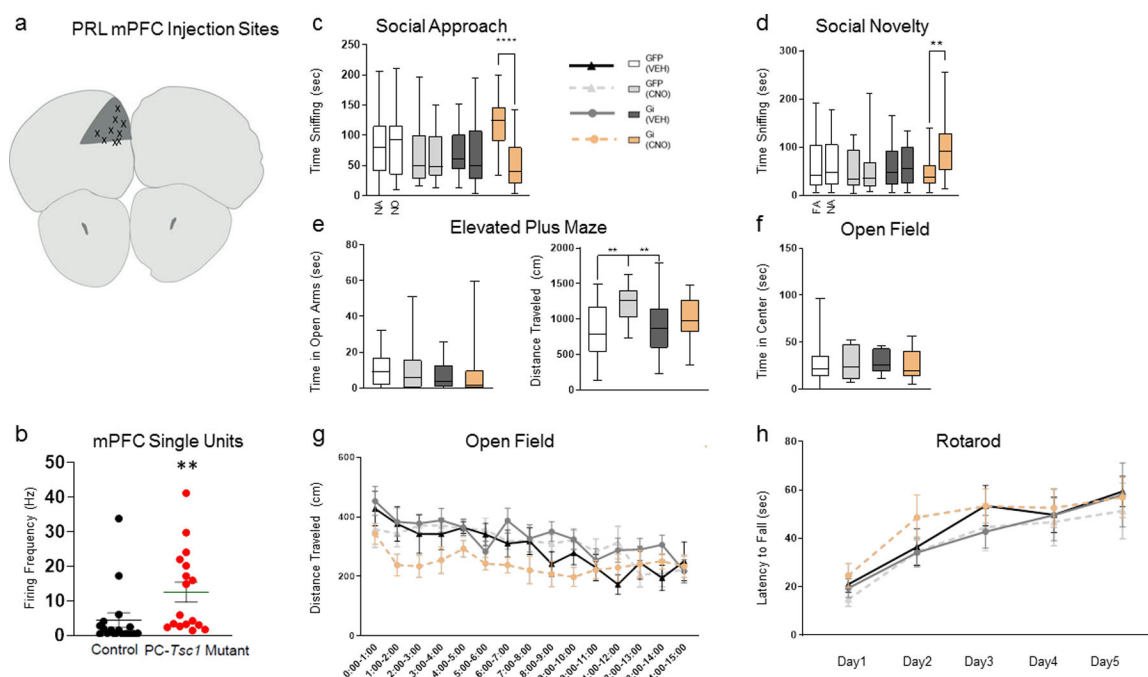 a
PRL mPFC Injection Sites
X
X
X
X X X
X X X
X
b
mPFC Single Units
**
Firing Frequency (Hz)
50
40
30
20
10
0
Control
PC-Tsc1 Mutant
c
Social Approach
Time Sniffing (sec)
250
200
150
100
50
0
****
NA
NO
GFP
(VEH)
GFP
(CNO)
Gi
(VEH)
Gi
(CNO)
d
Social Novelty
Time Sniffing (sec)
300
200
100
0
**
FA
NA
e
Elevated Plus Maze
Time in Open Arms (sec)
80
60
40
20
0
Distance Traveled (cm)
2000
1500
1000
500
0
**
**
f
Open Field
Time in Center (sec)
150
100
50
0
g
Open Field
Distance Traveled (cm)
600
400
200
0
0:00-1:00
1:00-2:00
2:00-3:00
3:00-4:00
4:00-5:00
5:00-6:00
6:00-7:00
7:00-8:00
8:00-9:00
h
Rotarod
Latency to Fall (sec)
80
60
40
20
0
Day1
Day2
Day3
Day4
Day5